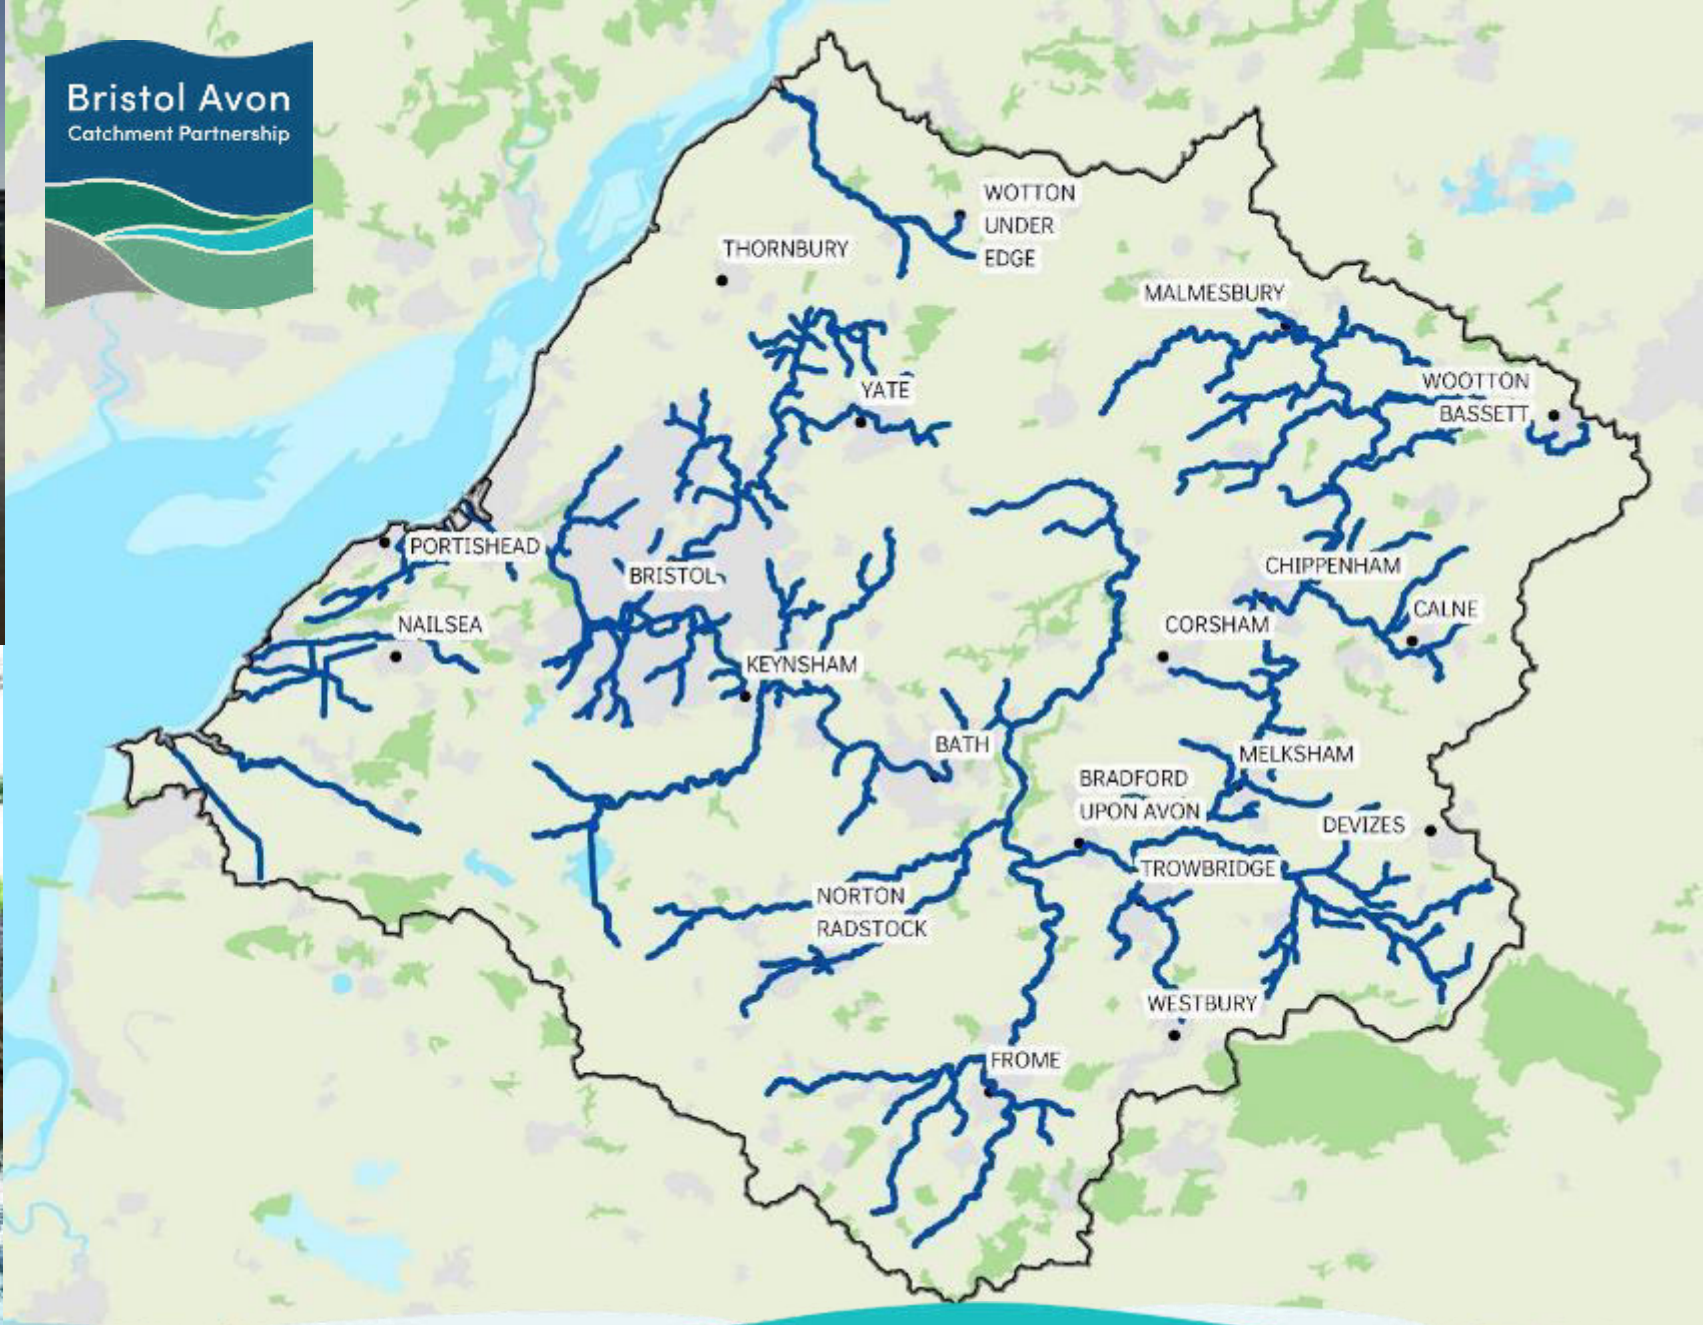 Bristol Avon
Catchment Partnership
WOTTON
UNDER
EDGE
THORNBURY
MALMESBURY
YATE
WOOTTON
BASSETT
PORTISHEAD
BRISTOL
CHIPPENHAM
CALNE
NAILSEA
CORSHAM
KEYNSHAM
BATH
MELKSHAM
BRADFORD
UPON AVON
DEVIZES
TROWBRIDGE
NORTON
RADSTOCK
WESTBURY
FROME